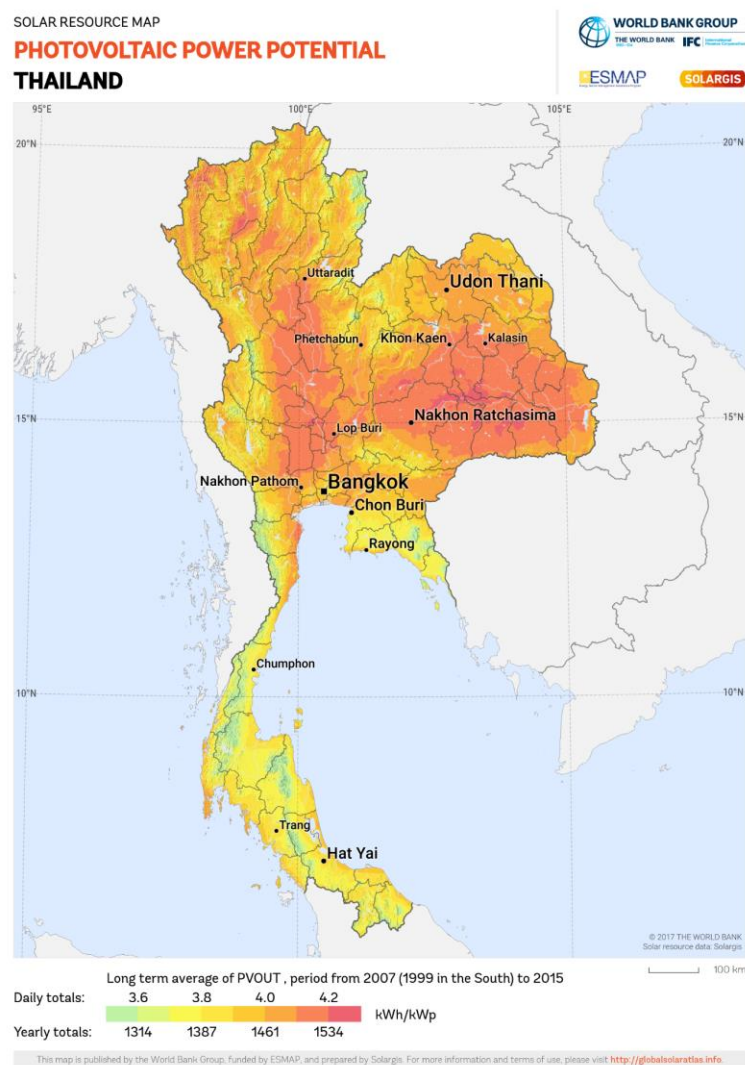 SOLAR RESOURCE MAP
PHOTOVOLTAIC POWER POTENTIAL
THAILAND
WORLD BANK GROUP
THE WORLD BANK
IFC
ESMAP
SOLARGIS
95°E
100°E
105°E
20°N
20°N
Uttaradit
Udon Thani
Phetchabun
Khon Kaen
Kalasin
15°N
15°N
Nakhon Ratchasima
Lop Buri
Nakhon Pathom
Bangkok
Chon Buri
Rayong
Chumphon
10°N
10°N
Trang
Hat Yai
© 2017 THE WORLD BANK
Solar resource data: Solargis
100 km
Long term average of PVOUT , period from 2007 (1999 in the South) to 2015
Daily totals: 3.6 3.8 4.0 4.2
kWh/kWp
Yearly totals: 1314 1387 1461 1534
This map is published by the World Bank Group, funded by ESMAP, and prepared by Solargis. For more information and terms of use, please visit http://globalsolaratlas.info.